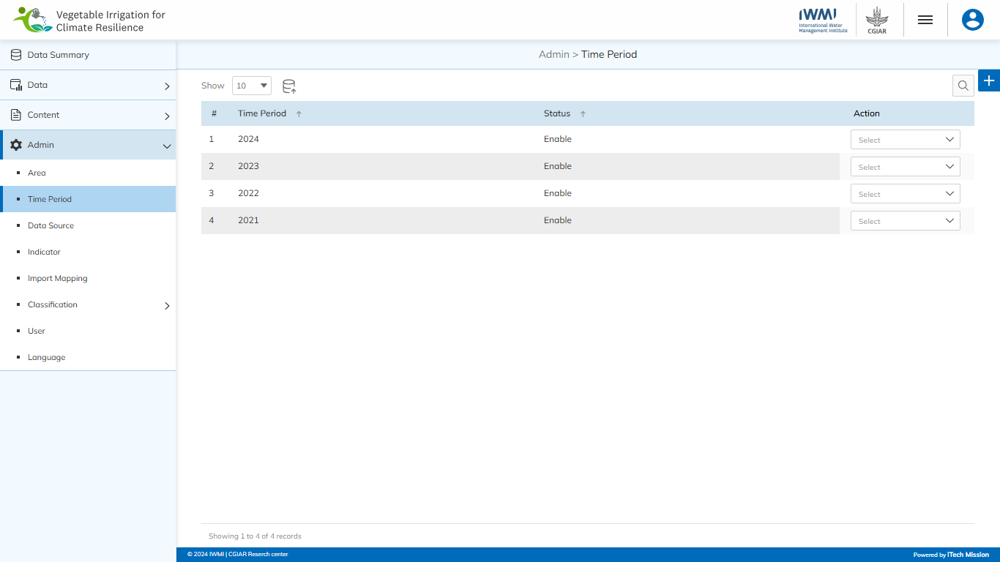 Vegetable Irrigation for
Climate Resilience
IWMI
International Water
Management Institute
CGIAR
Data Summary
Data
Content
Admin
Area
Time Period
Data Source
Indicator
Import Mapping
Classification
User
Language
Admin > Time Period
Show 10
# Time Period Status Action
1 2024 Enable Select
2 2023 Enable Select
3 2022 Enable Select
4 2021 Enable Select
Showing 1 to 4 of 4 records
© 2024 IWMI | CGIAR Reserch center
Powered by iTech Mission